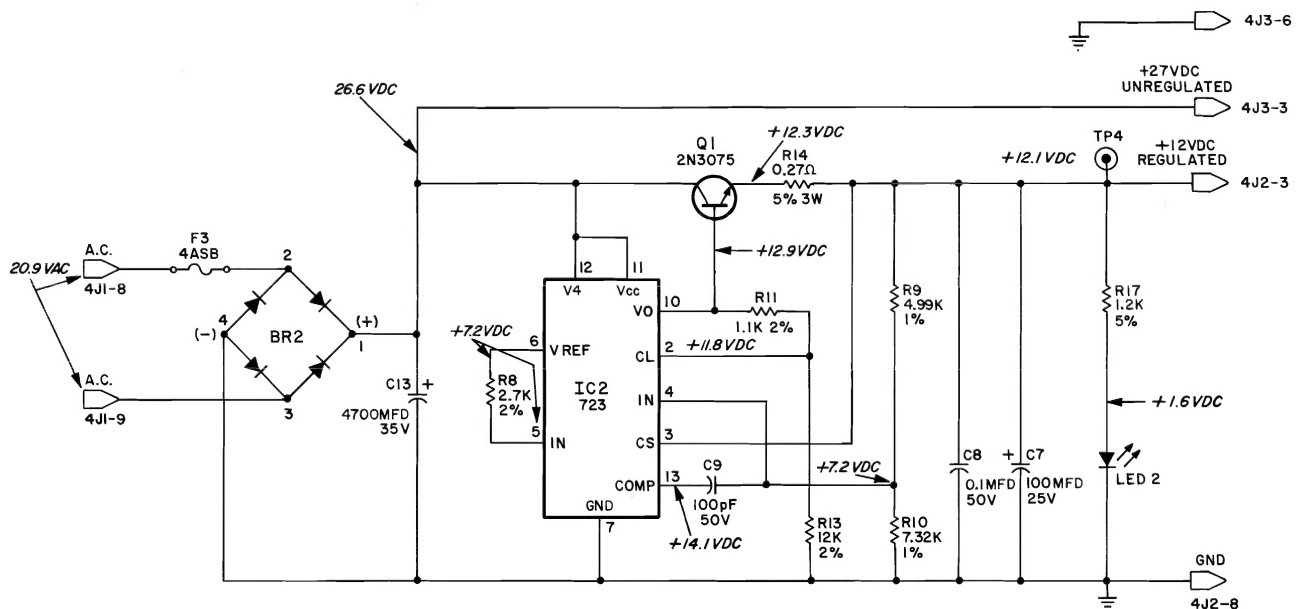 4J3-6
+27VDC
UNREGULATED
4J3-3
26.6 VDC
Q1
2N3075
+12.3VDC
R14
0.27Ω
5% 3W
TP4
+12.1VDC
+12VDC
REGULATED
4J2-3
+12.9VDC
20.9 VAC
A.C.
4J1-8
F3
4ASB
2
4
(-)
BR2
(+)
1
3
A.C.
4J1-9
C13
+
4700MFD
35V
12
11
V4
Vcc
10
VO
R11
1.1K 2%
+7.2VDC
6
V REF
2
CL
+11.8VDC
R8
2.7K
2%
IC2
723
4
IN
5
IN
3
CS
13
COMP
C9
100pF
50V
+7.2VDC
+14.1VDC
GND
7
R9
4.99K
1%
R13
12K
2%
R10
7.32K
1%
C8
0.1MFD
50V
+
C7
100MFD
25V
R17
1.2K
5%
+1.6VDC
LED 2
GND
4J2-8